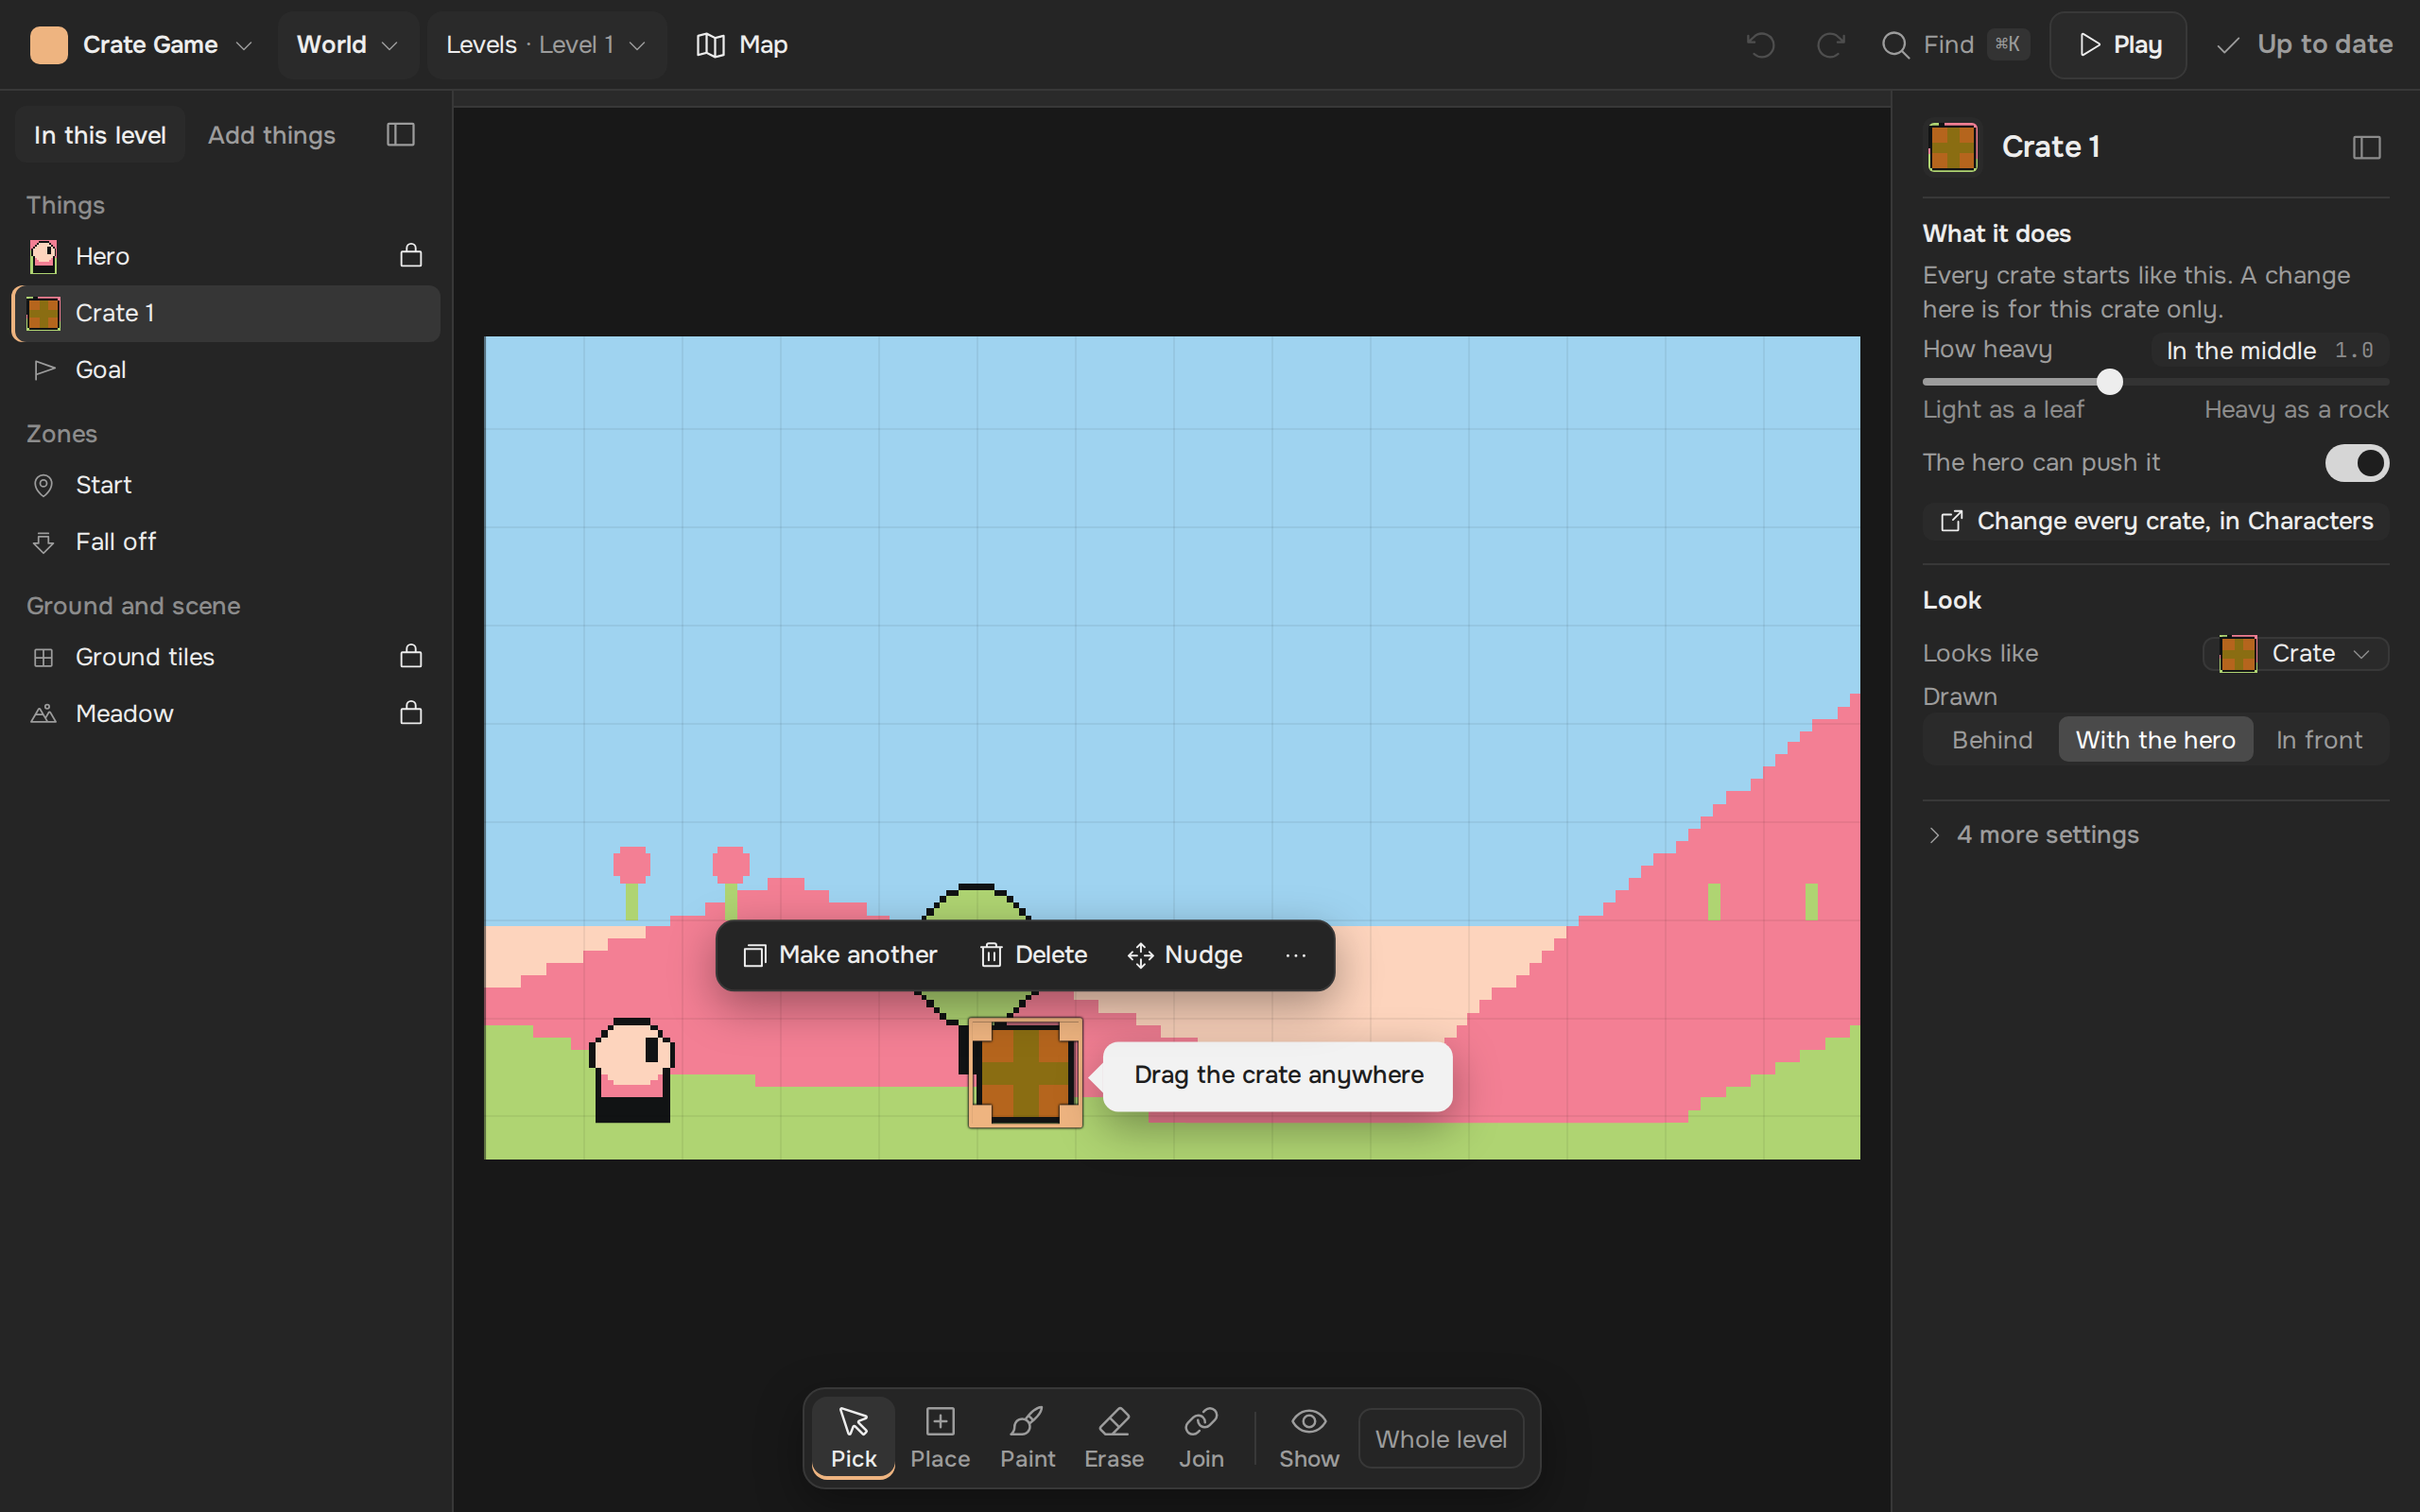 Crate Game
World
Levels · Level 1
Map
Find ⌘K
Play
Up to date
In this level
Add things
Things
Hero
Crate 1
Goal
Zones
Start
Fall off
Ground and scene
Ground tiles
Meadow
Make another
Delete
Nudge
Drag the crate anywhere
Pick
Place
Paint
Erase
Join
Show
Whole level
Crate 1
What it does
Every crate starts like this. A change
here is for this crate only.
How heavy
In the middle 1.0
Light as a leaf
Heavy as a rock
The hero can push it
Change every crate, in Characters
Look
Looks like
Crate
Drawn
Behind
With the hero
In front
4 more settings